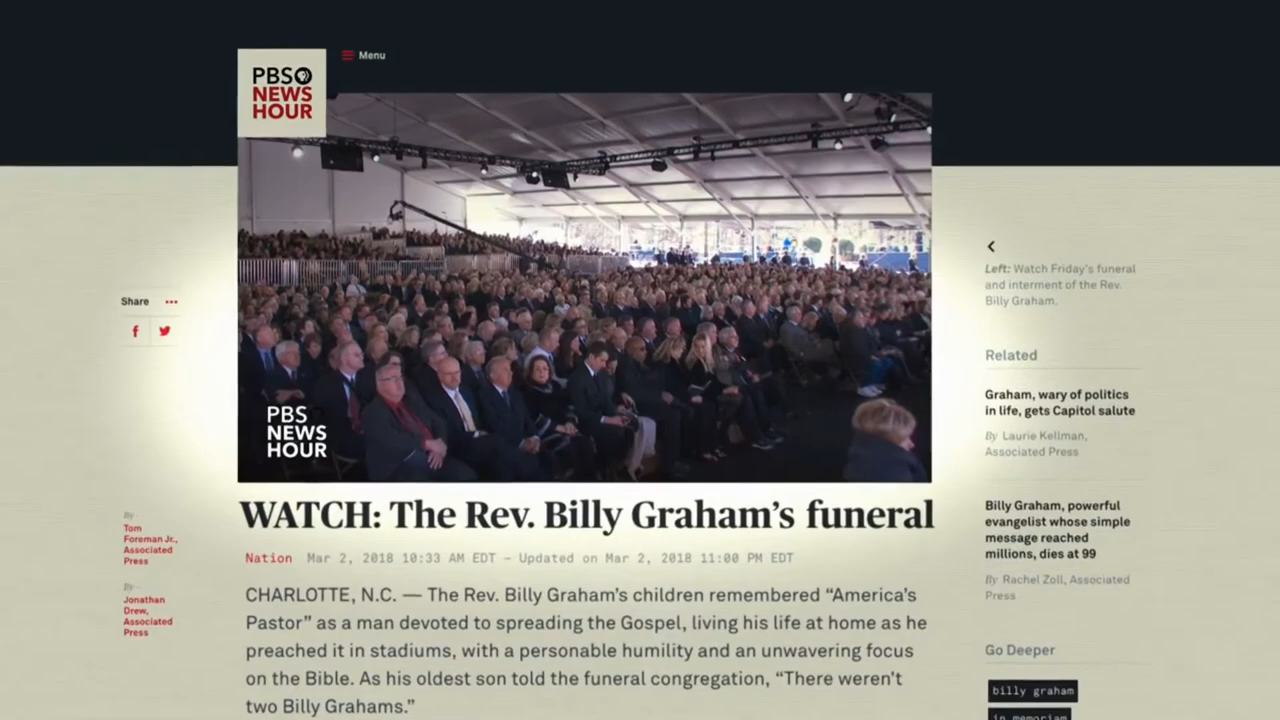 PBS
NEWS
HOUR
Menu
PBS
NEWS
HOUR
Share
WATCH: The Rev. Billy Graham's funeral
Nation Mar 2, 2018 10:33 AM EDT — Updated on Mar 2, 2018 11:00 PM EDT
CHARLOTTE, N.C. — The Rev. Billy Graham's children remembered "America's
Pastor" as a man devoted to spreading the Gospel, living his life at home as he
preached it in stadiums, with a personable humility and an unwavering focus
on the Bible. As his oldest son told the funeral congregation, "There weren't
two Billy Grahams."
By
Tom
Foreman Jr.,
Associated
Press
By
Jonathan
Drew,
Associated
Press
Left: Watch Friday's funeral
and interment of the Rev.
Billy Graham.
Related
Graham, wary of politics
in life, gets Capitol salute
By Laurie Kellman,
Associated Press
Billy Graham, powerful
evangelist whose simple
message reached
millions, dies at 99
By Rachel Zoll, Associated
Press
Go Deeper
billy graham
in memoriam